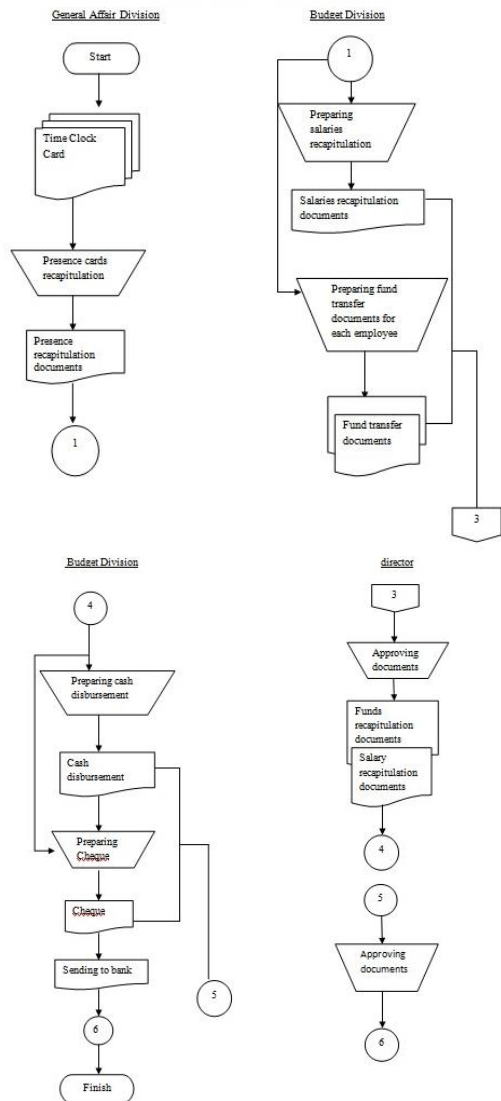 General Affair Division
Start
Time Clock
Card
Presence cards
recapitulation
Presence
recapitulation
documents
1
Budget Division
1
Preparing
salaries
recapitulation
Salaries recapitulation
documents
Preparing fund
transfer
documents for
each employee
Fund transfer
documents
3
Budget Division
4
Preparing cash
disbursement
Cash
disbursement
Preparing
Cheque
Cheque
Sending to bank
5
6
Finish
director
3
Approving
documents
Funds
recapitulation
documents
Salary
recapitulation
documents
4
5
Approving
documents
6